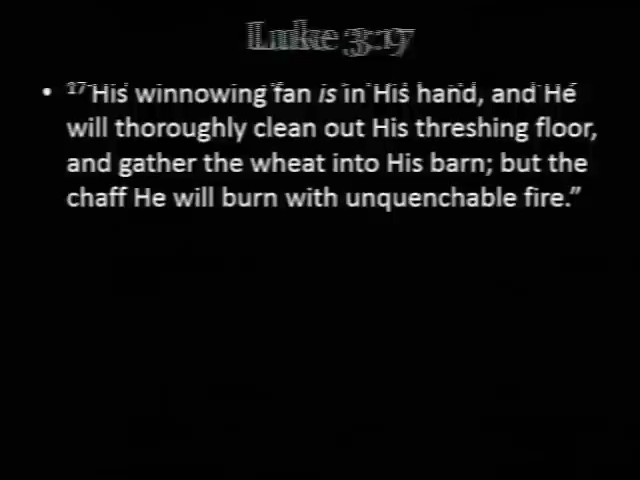 Luke 3:17
• 17 His winnowing fan is in His hand, and He
will thoroughly clean out His threshing floor,
and gather the wheat into His barn; but the
chaff He will burn with unquenchable fire.”